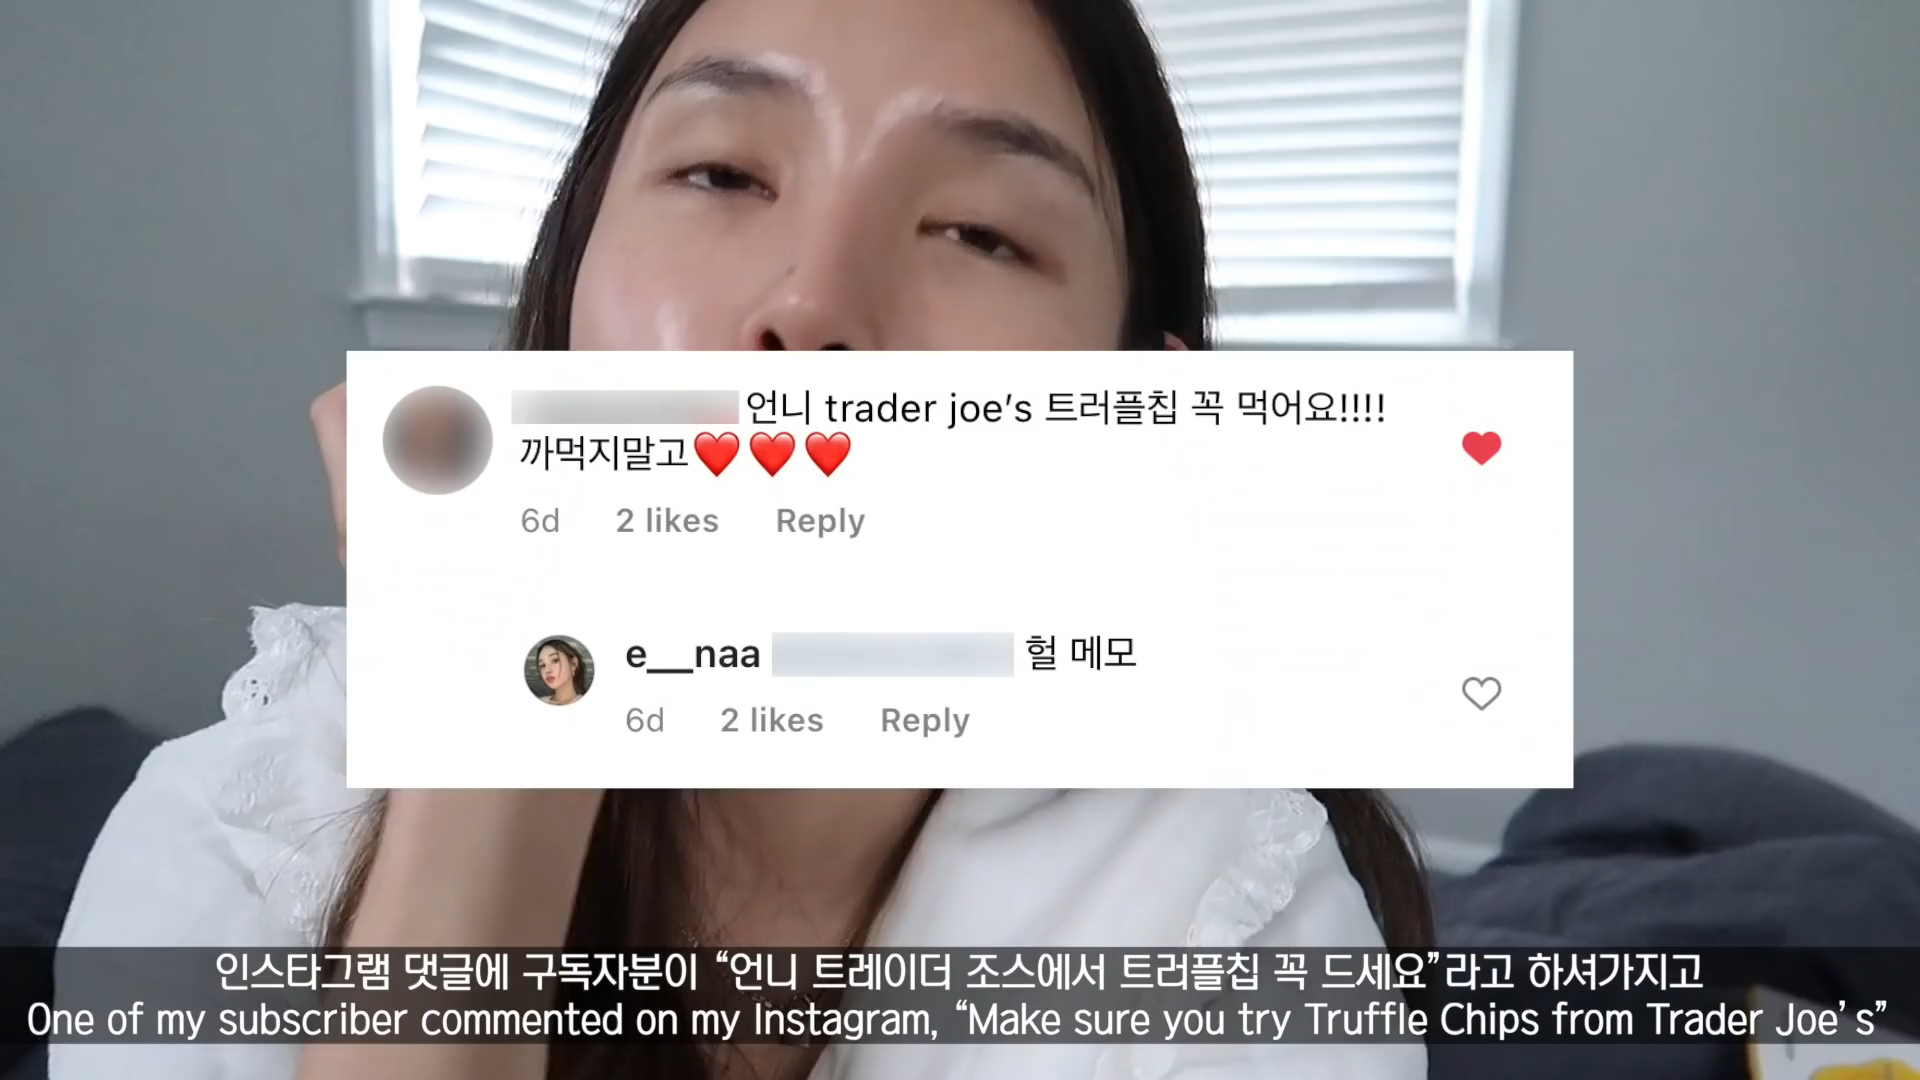 언니 trader joe’s 트러플칩 꼭 먹어요!!!!
까먹지말고❤️❤️❤️
6d 2 likes Reply
e__naa 헐 메모
6d 2 likes Reply
인스타그램 댓글에 구독자분이 “언니 트레이더 조스에서 트러플칩 꼭 드세요”라고 하셔가지고
One of my subscriber commented on my Instagram, “Make sure you try Truffle Chips from Trader Joe’s”